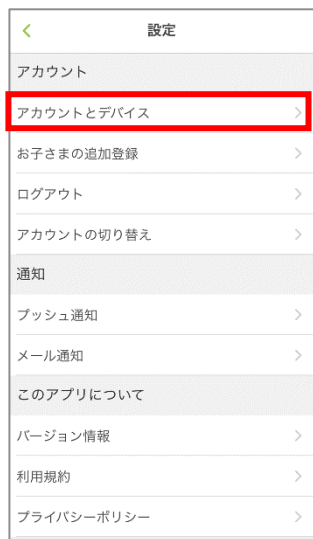 設定
アカウント
アカウントとデバイス
お子さまの追加登録
ログアウト
アカウントの切り替え
通知
プッシュ通知
メール通知
このアプリについて
バージョン情報
利用規約
プライバシーポリシー